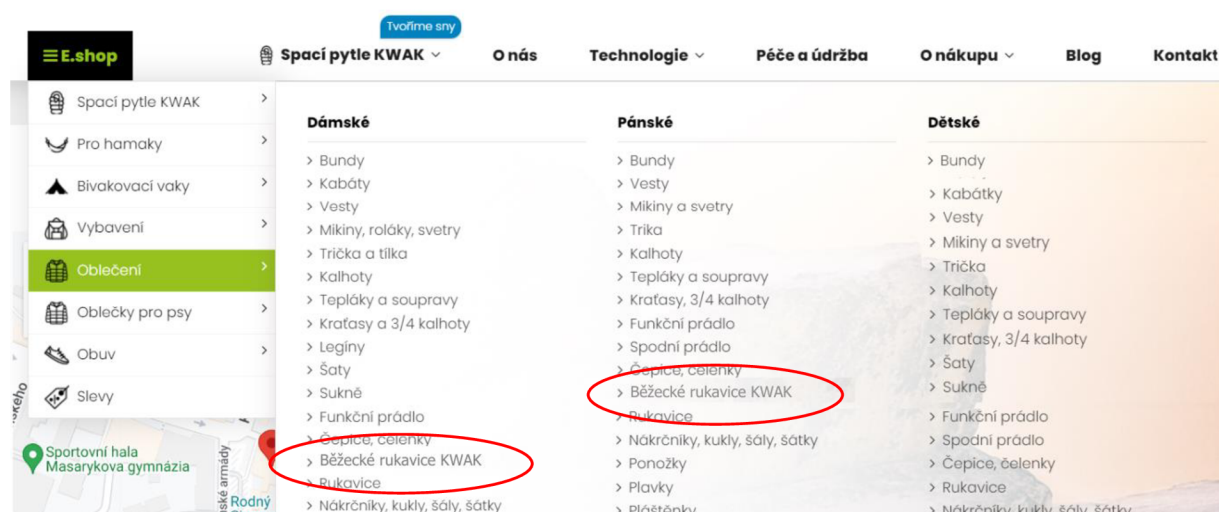 Tvoříme sny
E.shop
Spací pytle KWAK
O nás
Technologie
Péče a údržba
O nákupu
Blog
Kontakt
Spací pytle KWAK
Pro hamaky
Bivakovací vaky
Vybavení
Oblečení
Oblečky pro psy
Obuv
Slevy
Dámské
Bundy
Kabáty
Vesty
Mikiny, roláky, svetry
Trička a tílka
Kalhoty
Tepláky a soupravy
Kraťasy a 3/4 kalhoty
Legíny
Šaty
Sukně
Funkční prádlo
Čepice, čelenky
Běžecké rukavice KWAK
Rukavice
Nákrčníky, kukly, šály, šátky
Pánské
Bundy
Vesty
Mikiny a svetry
Trika
Kalhoty
Tepláky a soupravy
Kraťasy, 3/4 kalhoty
Funkční prádlo
Spodní prádlo
Čepice, čelenky
Běžecké rukavice KWAK
Rukavice
Nákrčníky, kukly, šály, šátky
Ponožky
Plavky
Pláštěnky
Dětské
Bundy
Kabátky
Vesty
Mikiny a svetry
Trička
Kalhoty
Tepláky a soupravy
Kraťasy, 3/4 kalhoty
Šaty
Sukně
Funkční prádlo
Spodní prádlo
Čepice, čelenky
Rukavice
Nákrčníky, kukly, šály, šátky
Sportovní hala
Masarykova gymnázia
Rodný